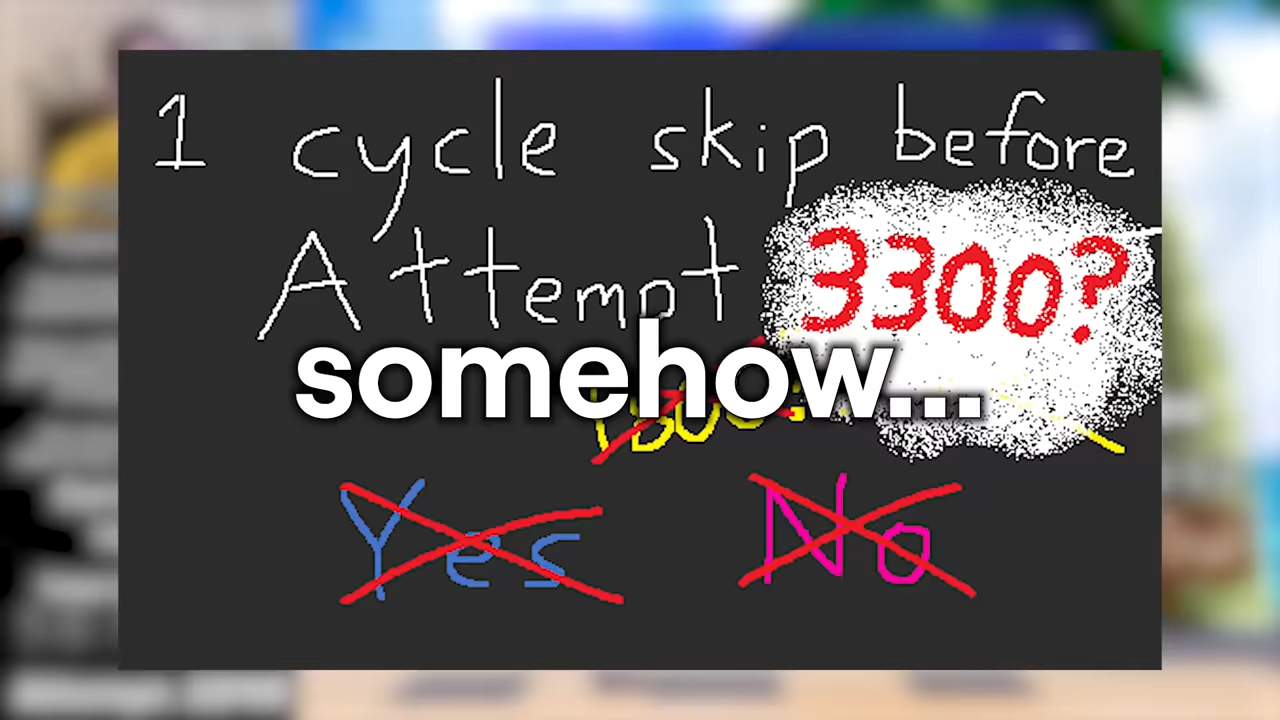 1 cycle skip before
Attempt 3300?
somehow...
Yes No